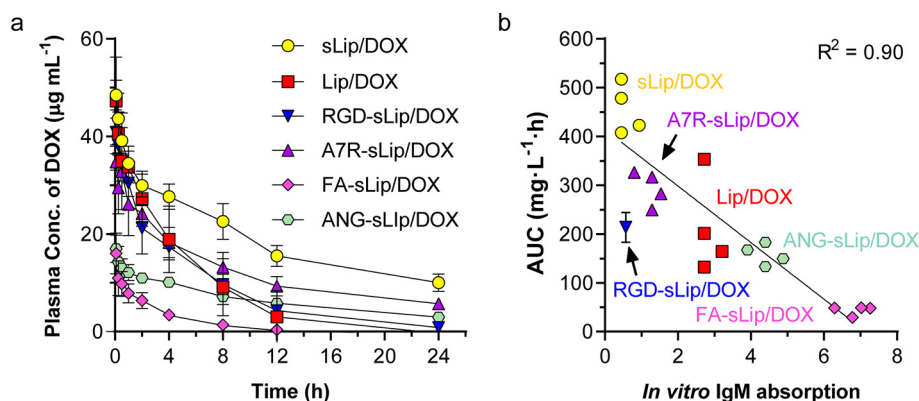 a
Plasma Conc. of DOX (µg mL⁻¹)
60
40
20
0
0
4
8
12
16
20
24
Time (h)
sLip/DOX
Lip/DOX
RGD-sLip/DOX
A7R-sLip/DOX
FA-sLip/DOX
ANG-sLIp/DOX
b
AUC (mg·L⁻¹·h)
600
500
400
300
200
100
0
0
2
4
6
8
In vitro IgM absorption
R² = 0.90
sLip/DOX
A7R-sLip/DOX
Lip/DOX
ANG-sLip/DOX
RGD-sLip/DOX
FA-sLip/DOX